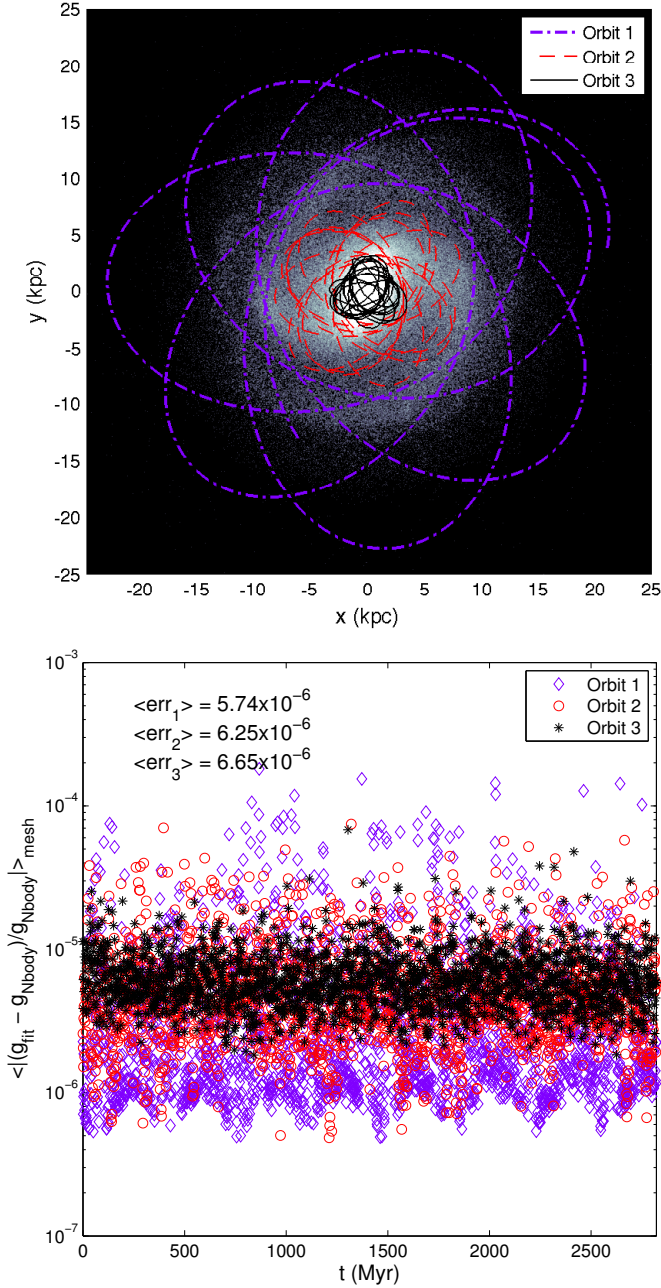 25
20
15
10
5
0
-5
-10
-15
-20
-25
y (kpc)
-20 -15 -10 -5 0 5 10 15 20 25
x (kpc)
Orbit 1
Orbit 2
Orbit 3
10^−3
10^−4
10^−5
10^−6
10^−7
<|(g_fit − g_Nbody)/g_Nbody|>_mesh
<err_1> = 5.74x10^−6
<err_2> = 6.25x10^−6
<err_3> = 6.65x10^−6
Orbit 1
Orbit 2
Orbit 3
0 500 1000 1500 2000 2500
t (Myr)